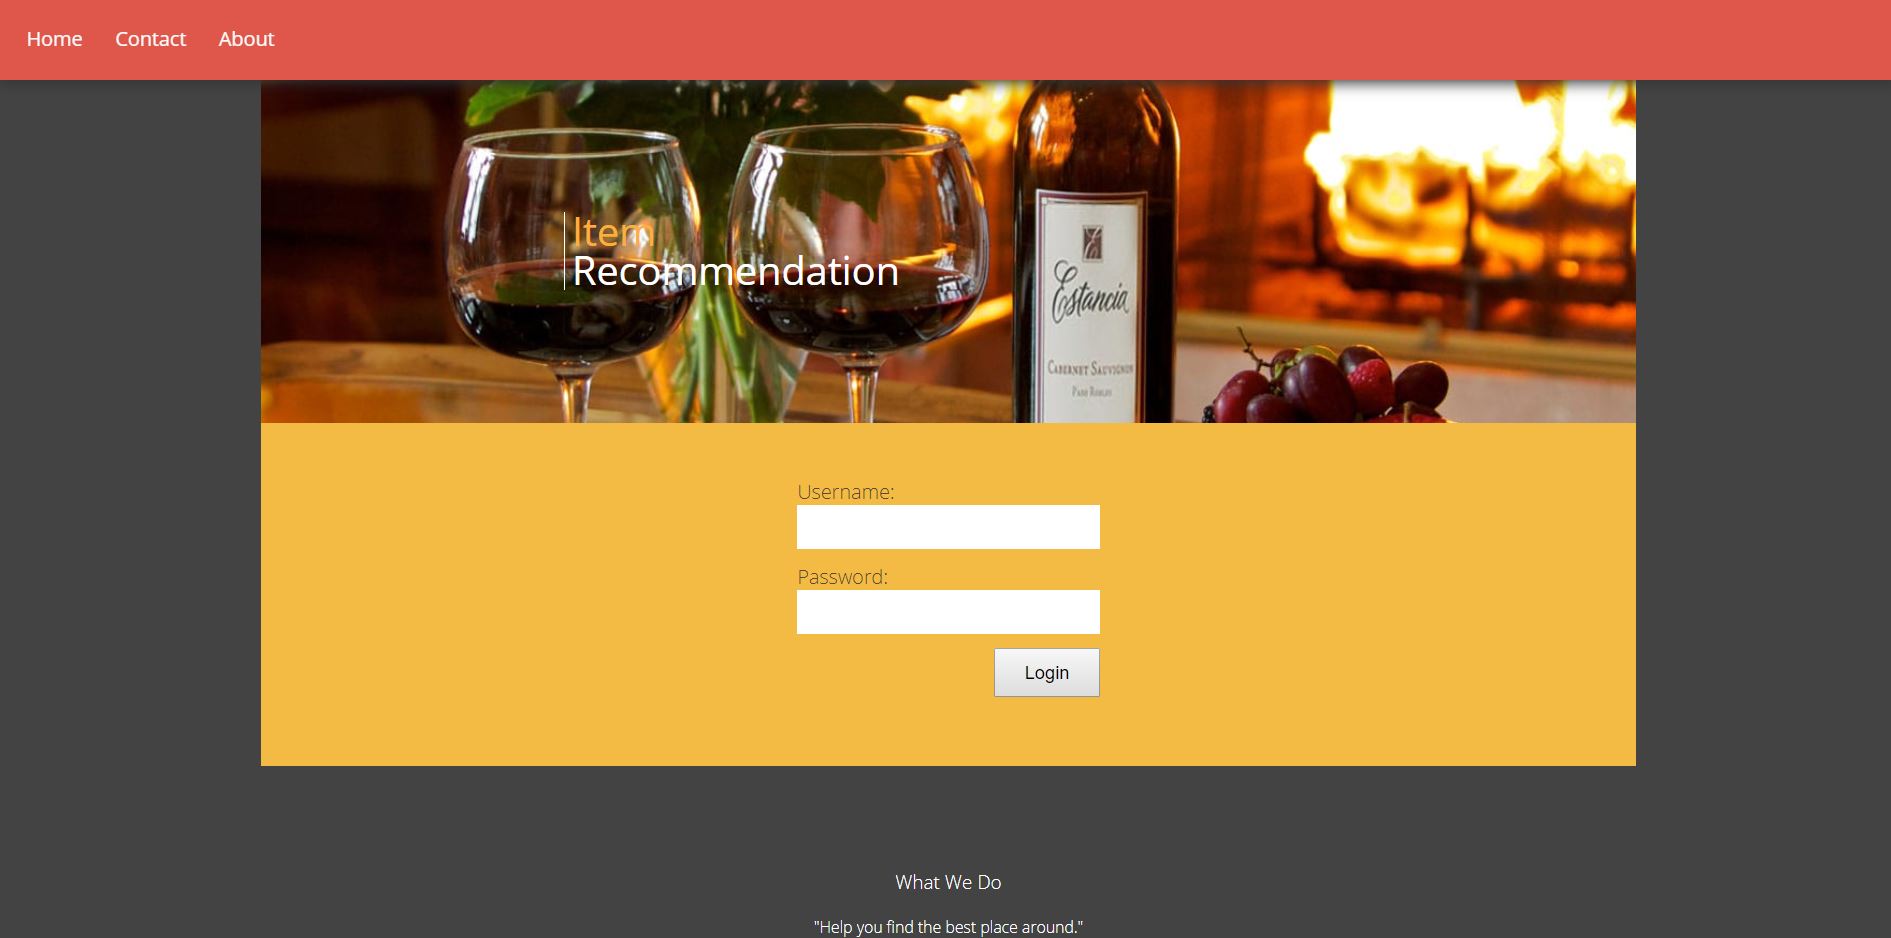 Home Contact About
Item
Recommendation
Estancia
CABERNET SAUVIGNON
PASO ROBLES
Username:
Password:
Login
What We Do
"Help you find the best place around."